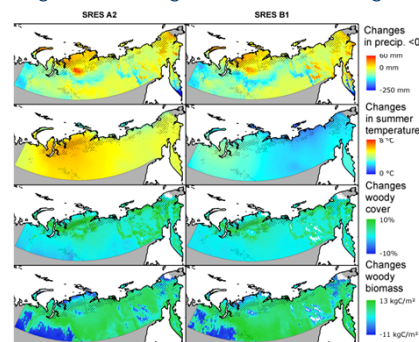 SRES A2
SRES B1
Changes
in precip. <0
60 mm
0 mm
-250 mm
Changes
in summer
temperature
8 °C
0 °C
Changes woody
cover
10%
-10%
Changes
woody
biomass
13 kgC/m²
-11 kgC/m²